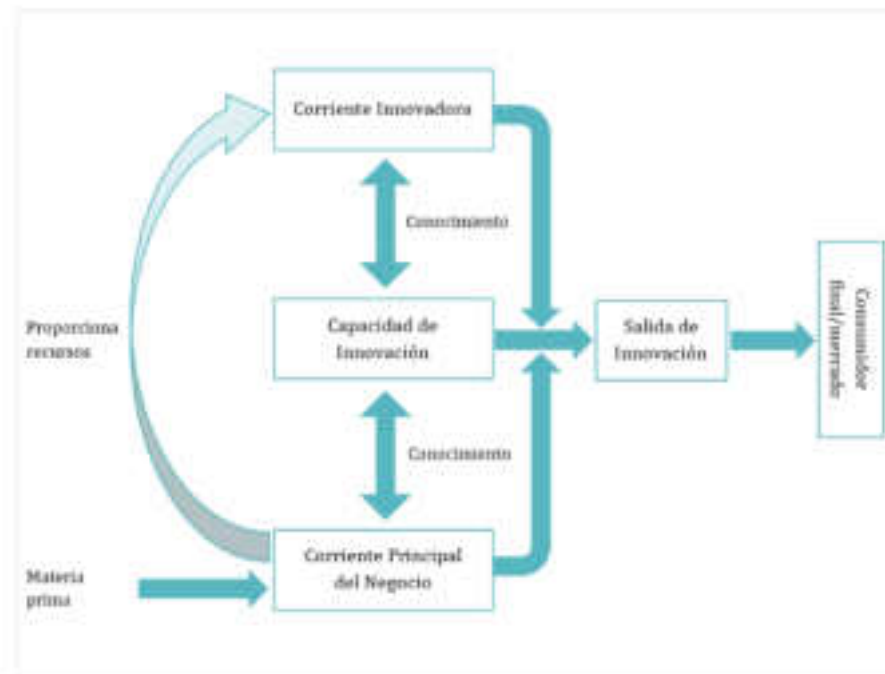 Corriente Innovadora
Conocimiento
Proporciona
recursos
Capacidad de
Innovación
Salida de
Innovación
Consumidor
final/mercado
Conocimiento
Corriente Principal
del Negocio
Materia
prima